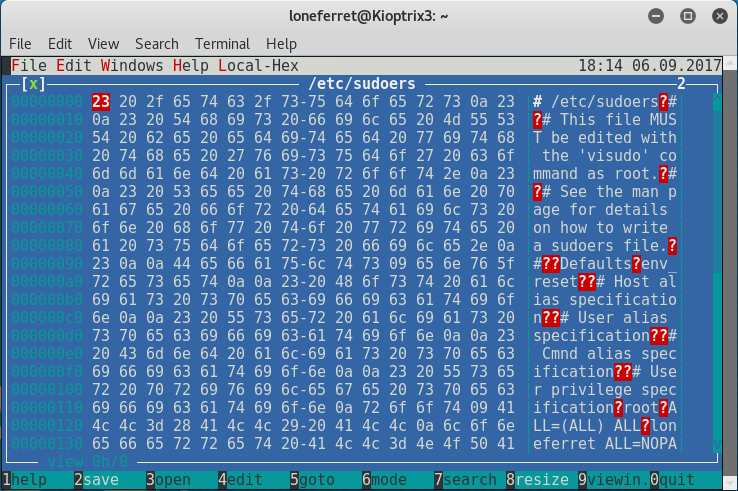 loneferret@Kioptrix3: ~
File Edit View Search Terminal Help
File Edit Windows Help Local-Hex 18:14 06.09.2017
[x] /etc/sudoers 2
00000000 23 20 2f 65 74 63 2f 73-75 64 6f 65 72 73 0a 23 # /etc/sudoers?#
00000010 0a 23 20 54 68 69 73 20-66 69 6c 65 20 4d 55 53 ?# This file MUS
00000020 54 20 62 65 20 65 64 69-74 65 64 20 77 69 74 68 T be edited with
00000030 20 74 68 65 20 27 76 69-73 75 64 6f 27 20 63 6f  the 'visudo' co
00000040 6d 6d 61 6e 64 20 61 73-20 72 6f 6f 74 2e 0a 23 mmand as root.?#
00000050 0a 23 20 53 65 65 20 74-68 65 20 6d 61 6e 20 70 ?# See the man p
00000060 61 67 65 20 66 6f 72 20-64 65 74 61 69 6c 73 20 age for details
00000070 6f 6e 20 68 6f 77 20 74-6f 20 77 72 69 74 65 20 on how to write
00000080 61 20 73 75 64 6f 65 72-73 20 66 69 6c 65 2e 0a a sudoers file.?
00000090 23 0a 0a 44 65 66 61 75-6c 74 73 09 65 6e 76 5f #??Defaults?env_
000000a0 72 65 73 65 74 0a 0a 23-20 48 6f 73 74 20 61 6c reset??# Host al
000000b0 69 61 73 20 73 70 65 63-69 66 69 63 61 74 69 6f ias specificatio
000000c0 6e 0a 0a 23 20 55 73 65-72 20 61 6c 69 61 73 20 n??# User alias
000000d0 73 70 65 63 69 66 69 63-61 74 69 6f 6e 0a 0a 23 specification??#
000000e0 20 43 6d 6e 64 20 61 6c-69 61 73 20 73 70 65 63  Cmnd alias spec
000000f0 69 66 69 63 61 74 69 6f-6e 0a 0a 23 20 55 73 65 ification??# Use
00000100 72 20 70 72 69 76 69 6c-65 67 65 20 73 70 65 63 r privilege spec
00000110 69 66 69 63 61 74 69 6f-6e 0a 72 6f 6f 74 09 41 ification?root?A
00000120 4c 4c 3d 28 41 4c 4c 29-20 41 4c 4c 0a 6c 6f 6e LL=(ALL) ALL?lon
00000130 65 66 65 72 72 65 74 20-41 4c 4c 3d 4e 4f 50 41 eferret ALL=NOPA
view 0h/0
1help 2save 3open 4edit 5goto 6mode 7search 8resize 9viewin. 0quit